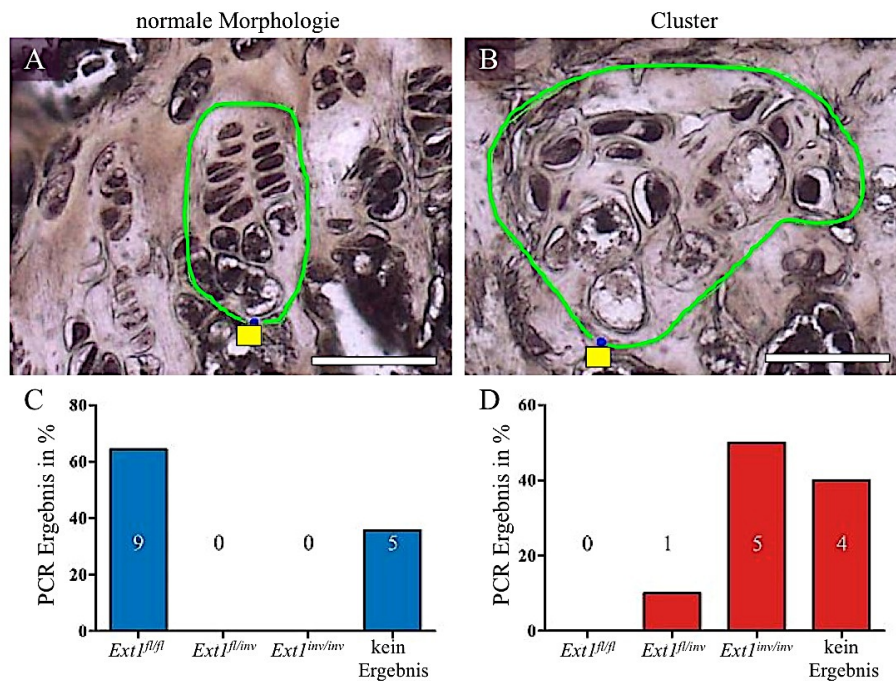 normale Morphologie
Cluster
A
B
C
D
PCR Ergebnis in %
80
60
40
20
0
9
0
0
5
Ext1fl/fl
Ext1fl/inv
Ext1inv/inv
kein
Ergebnis
PCR Ergebnis in %
60
40
20
0
0
1
5
4
Ext1fl/fl
Ext1fl/inv
Ext1inv/inv
kein
Ergebnis